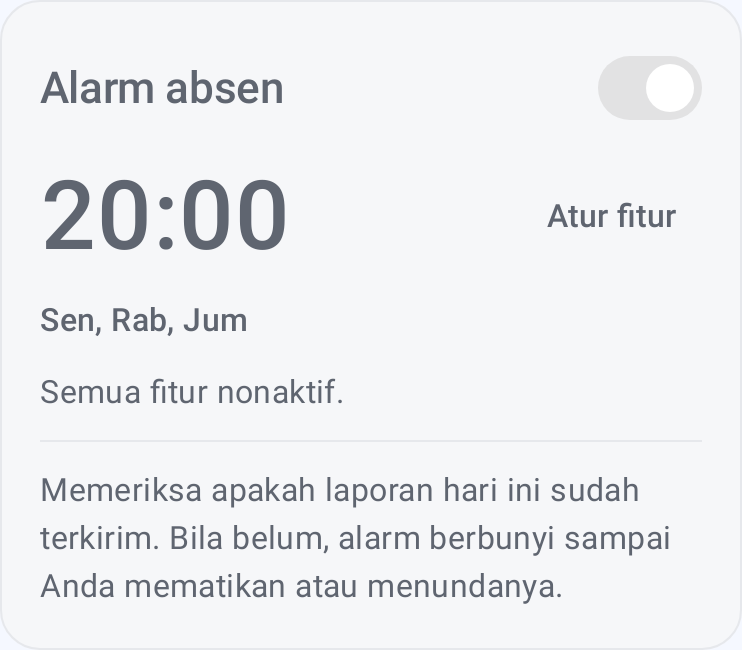 Alarm absen
20:00
Atur fitur
Sen, Rab, Jum
Semua fitur nonaktif.
Memeriksa apakah laporan hari ini sudah
terkirim. Bila belum, alarm berbunyi sampai
Anda mematikan atau menundanya.